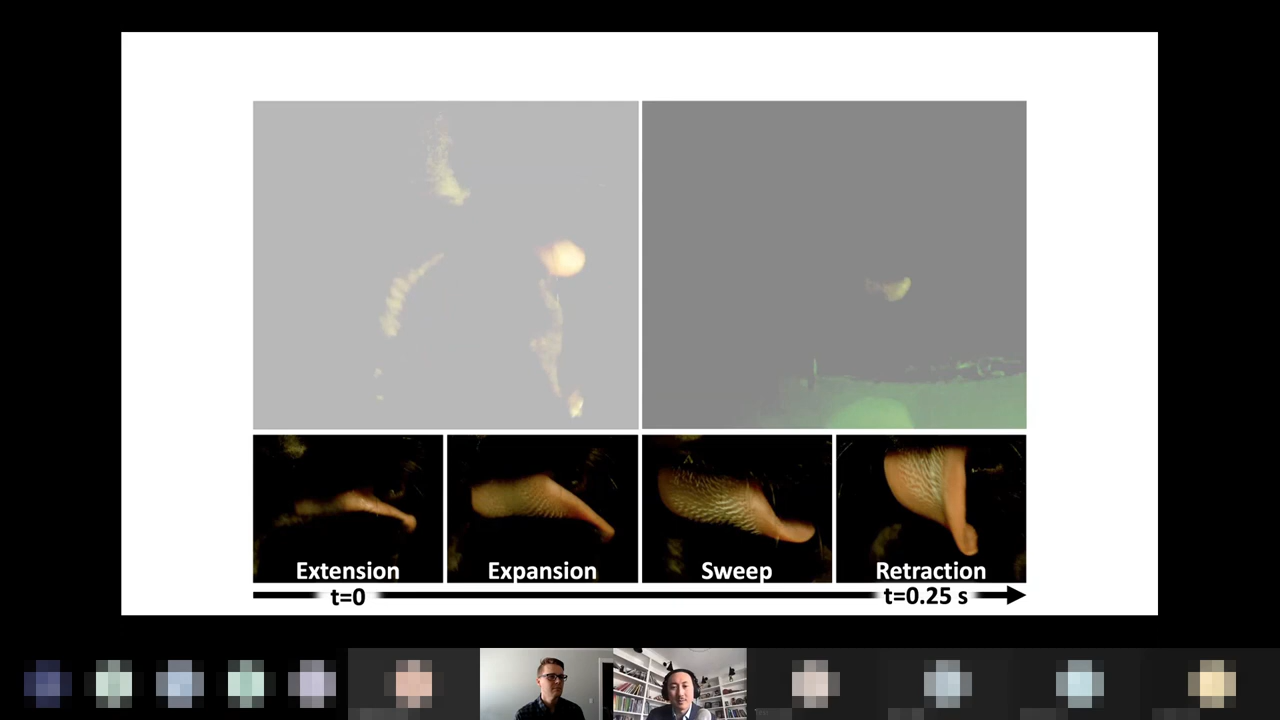 Extension
Expansion
Sweep
Retraction
t=0
t=0.25 s